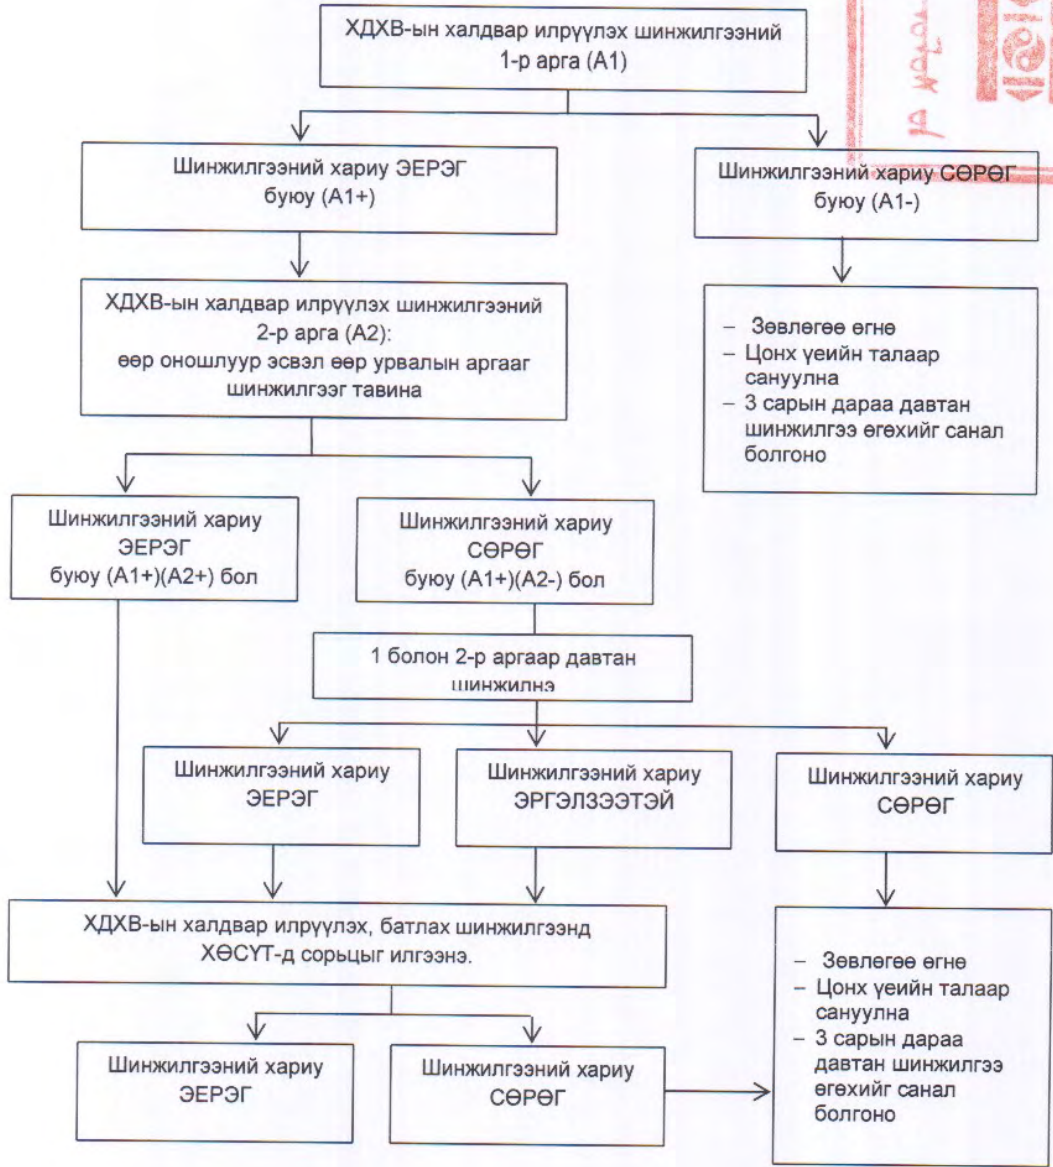 ХДХВ-ын халдвар илрүүлэх шинжилгээний
1-р арга (А1)
Шинжилгээний хариу ЭЕРЭГ
буюу (А1+)
Шинжилгээний хариу СӨРӨГ
буюу (А1-)
ХДХВ-ын халдвар илрүүлэх шинжилгээний
2-р арга (А2):
өөр оношлуур эсвэл өөр урвалын аргааг
шинжилгээг тавина
– Зөвлөгөө өгнө
– Цонх үеийн талаар
сануулна
– 3 сарын дараа давтан
шинжилгээ өгөхийг санал
болгоно
Шинжилгээний хариу
ЭЕРЭГ
буюу (А1+)(А2+) бол
Шинжилгээний хариу
СӨРӨГ
буюу (А1+)(А2-) бол
1 болон 2-р аргаар давтан
шинжилнэ
Шинжилгээний хариу
ЭЕРЭГ
Шинжилгээний хариу
ЭРГЭЛЗЭЭТЭЙ
Шинжилгээний хариу
СӨРӨГ
ХДХВ-ын халдвар илрүүлэх, батлах шинжилгээнд
ХӨСҮТ-д сорьцыг илгээнэ.
– Зөвлөгөө өгнө
– Цонх үеийн талаар
сануулна
– 3 сарын дараа
давтан шинжилгээ
өгөхийг санал
болгоно
Шинжилгээний хариу
ЭЕРЭГ
Шинжилгээний хариу
СӨРӨГ